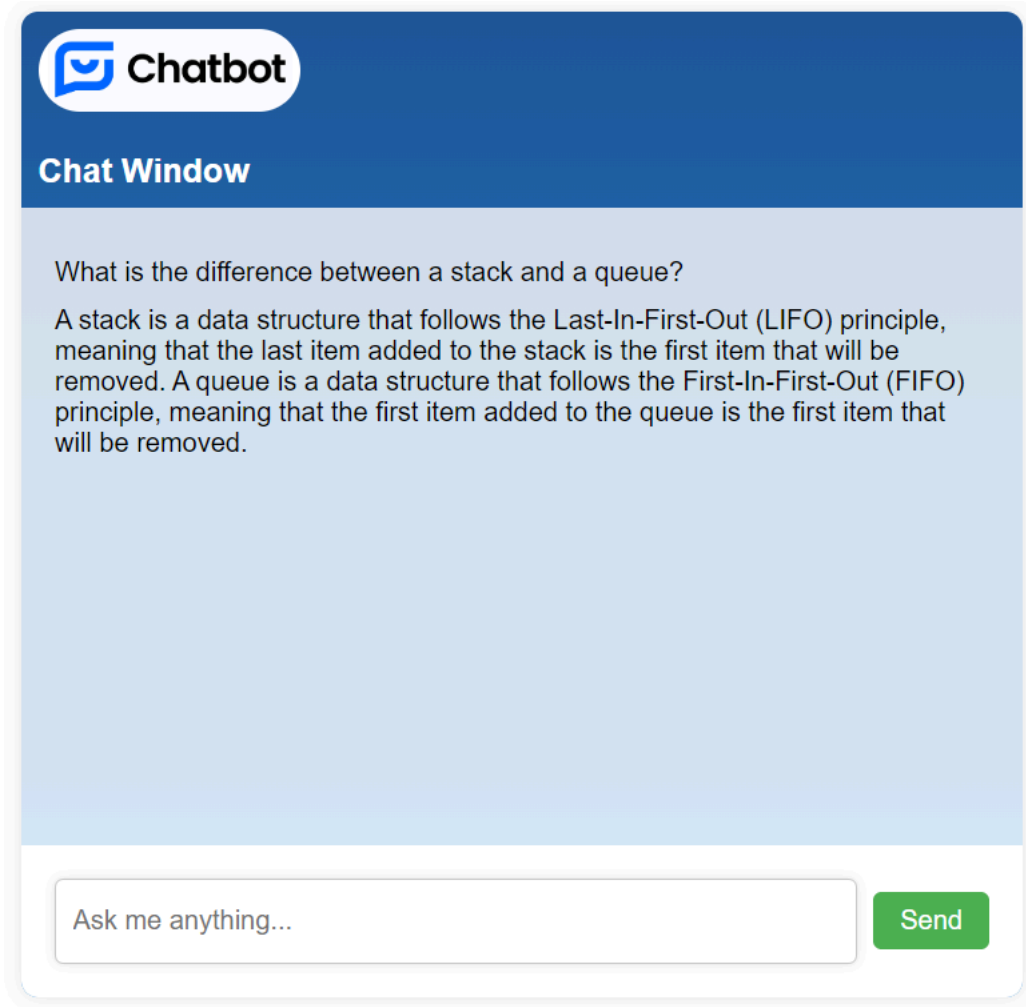 Chatbot
Chat Window
What is the difference between a stack and a queue?
A stack is a data structure that follows the Last-In-First-Out (LIFO) principle,
meaning that the last item added to the stack is the first item that will be
removed. A queue is a data structure that follows the First-In-First-Out (FIFO)
principle, meaning that the first item added to the queue is the first item that
will be removed.
Ask me anything...
Send